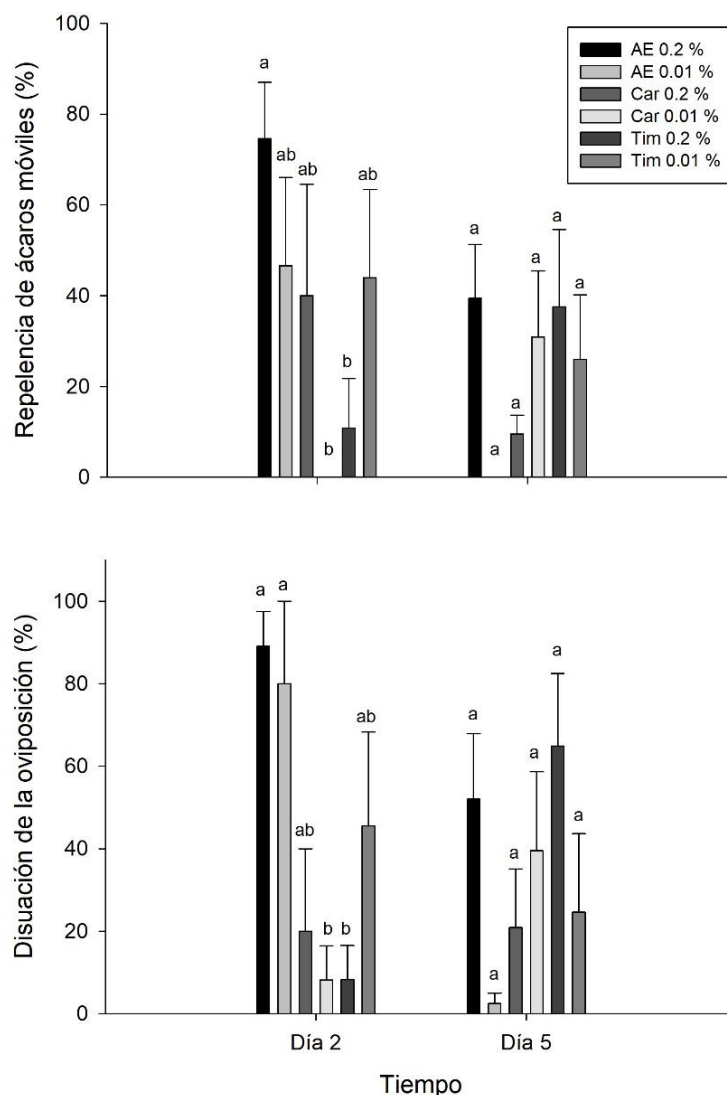 Repelencia de ácaros móviles (%)
100
80
60
40
20
0
AE 0.2 %
AE 0.01 %
Car 0.2 %
Car 0.01 %
Tim 0.2 %
Tim 0.01 %
a
ab
ab
b
b
ab
a
a
a
a
a
a
Disuación de la oviposición (%)
100
80
60
40
20
0
a
a
ab
b
b
ab
a
a
a
a
a
a
Día 2
Día 5
Tiempo